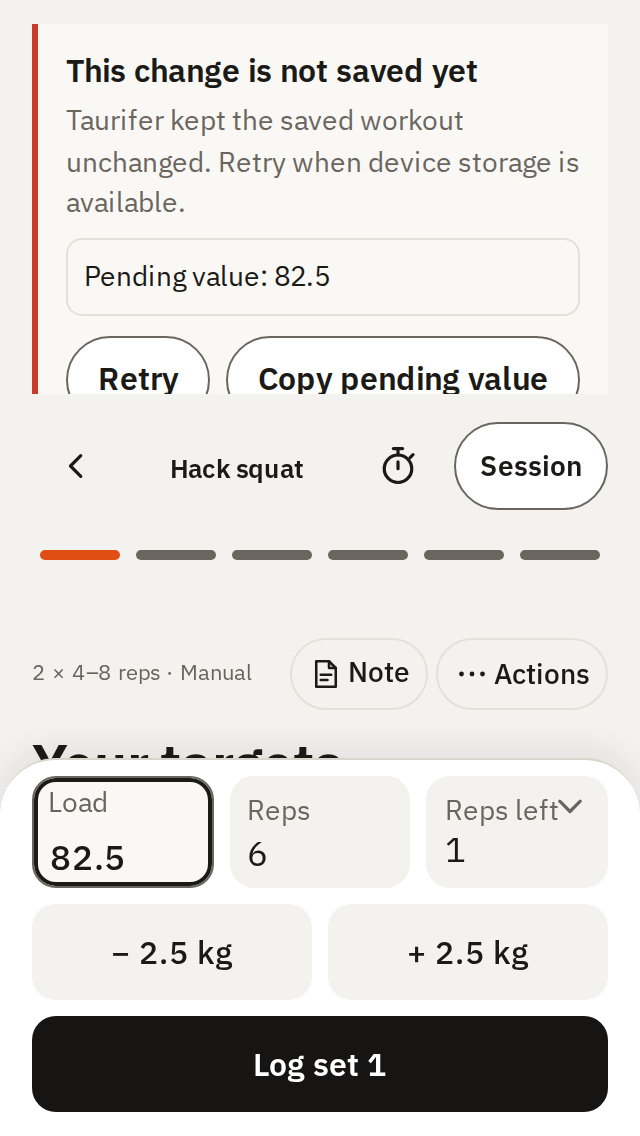 This change is not saved yet
Taurifer kept the saved workout
unchanged. Retry when device storage is
available.
Pending value: 82.5
Retry
Copy pending value
Hack squat
Session
2 × 4–8 reps · Manual
Note
··· Actions
Your targets
Load
Reps
Reps left
82.5
6
1
− 2.5 kg
+ 2.5 kg
Log set 1